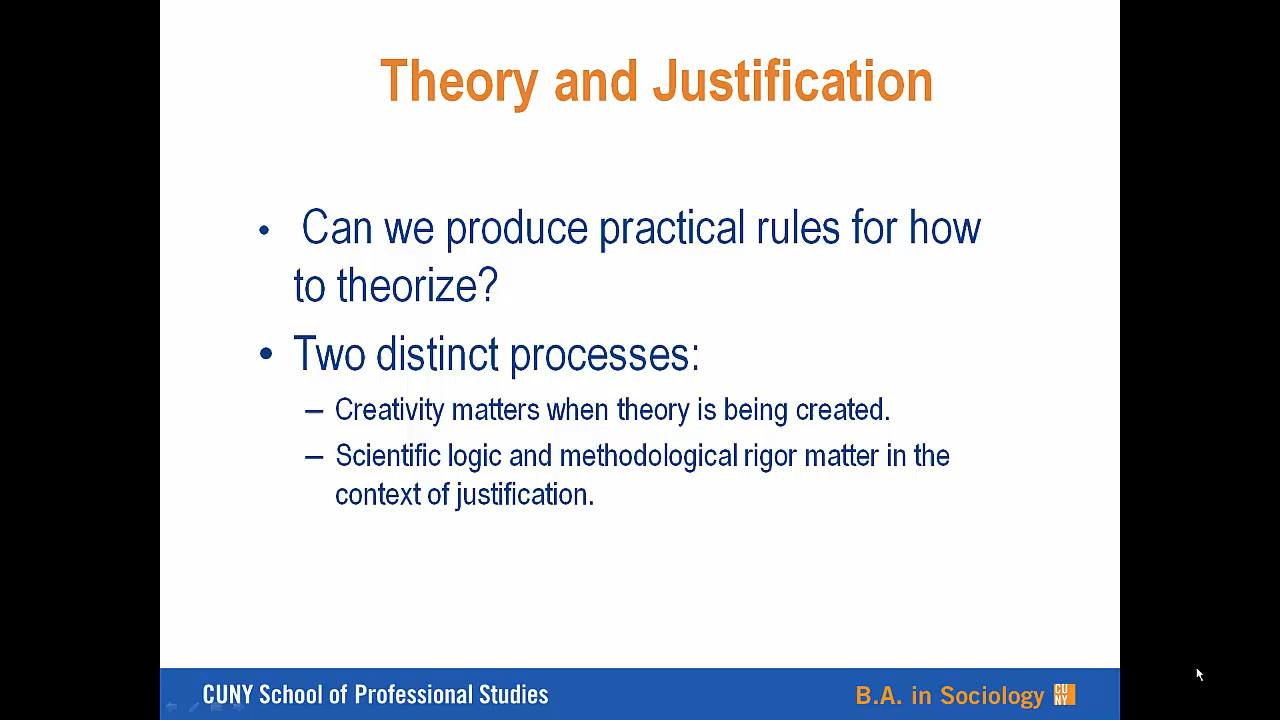 Theory and Justification
• Can we produce practical rules for how
to theorize?
• Two distinct processes:
– Creativity matters when theory is being created.
– Scientific logic and methodological rigor matter in the
context of justification.
CUNY School of Professional Studies
B.A. in Sociology CU
NY